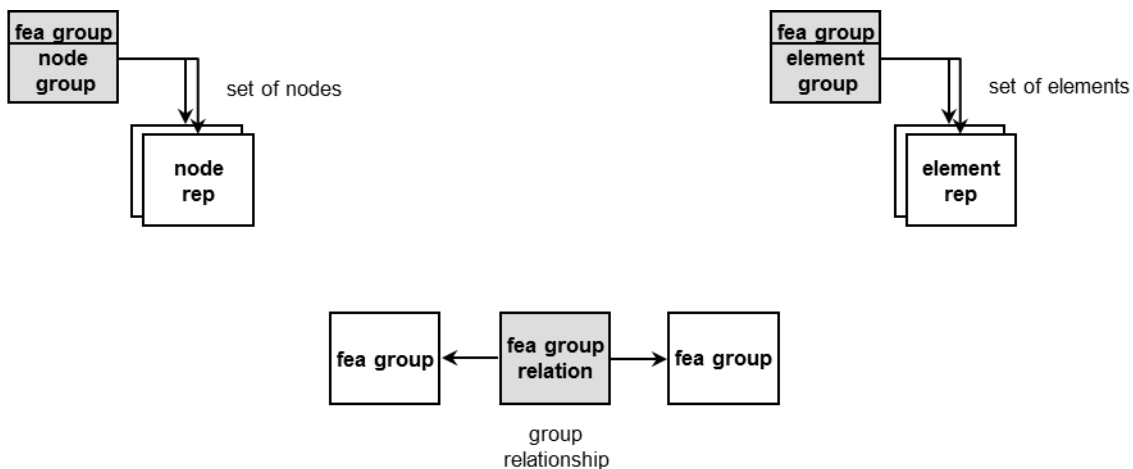 fea group
node
group
set of nodes
node
rep
fea group
element
group
set of elements
element
rep
fea group
fea group
relation
fea group
group
relationship